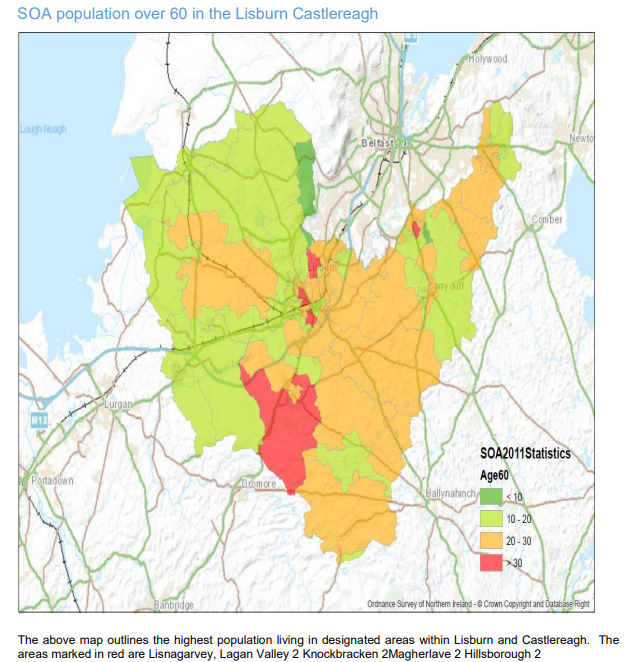 SOA population over 60 in the Lisburn Castlereagh
Holywood
Lough Neagh
Belfast
Newto
Comber
Carry duff
Lurgan
M12
Portadown
Dromore
Ballynahinch
Banbridge
SOA2011Statistics
Age60
< 10
10 - 20
20 - 30
> 30
Ordnance Survey of Northern Ireland - © Crown Copyright and Database Right
The above map outlines the highest population living in designated areas within Lisburn and Castlereagh. The
areas marked in red are Lisnagarvey, Lagan Valley 2 Knockbracken 2Magherlave 2 Hillsborough 2